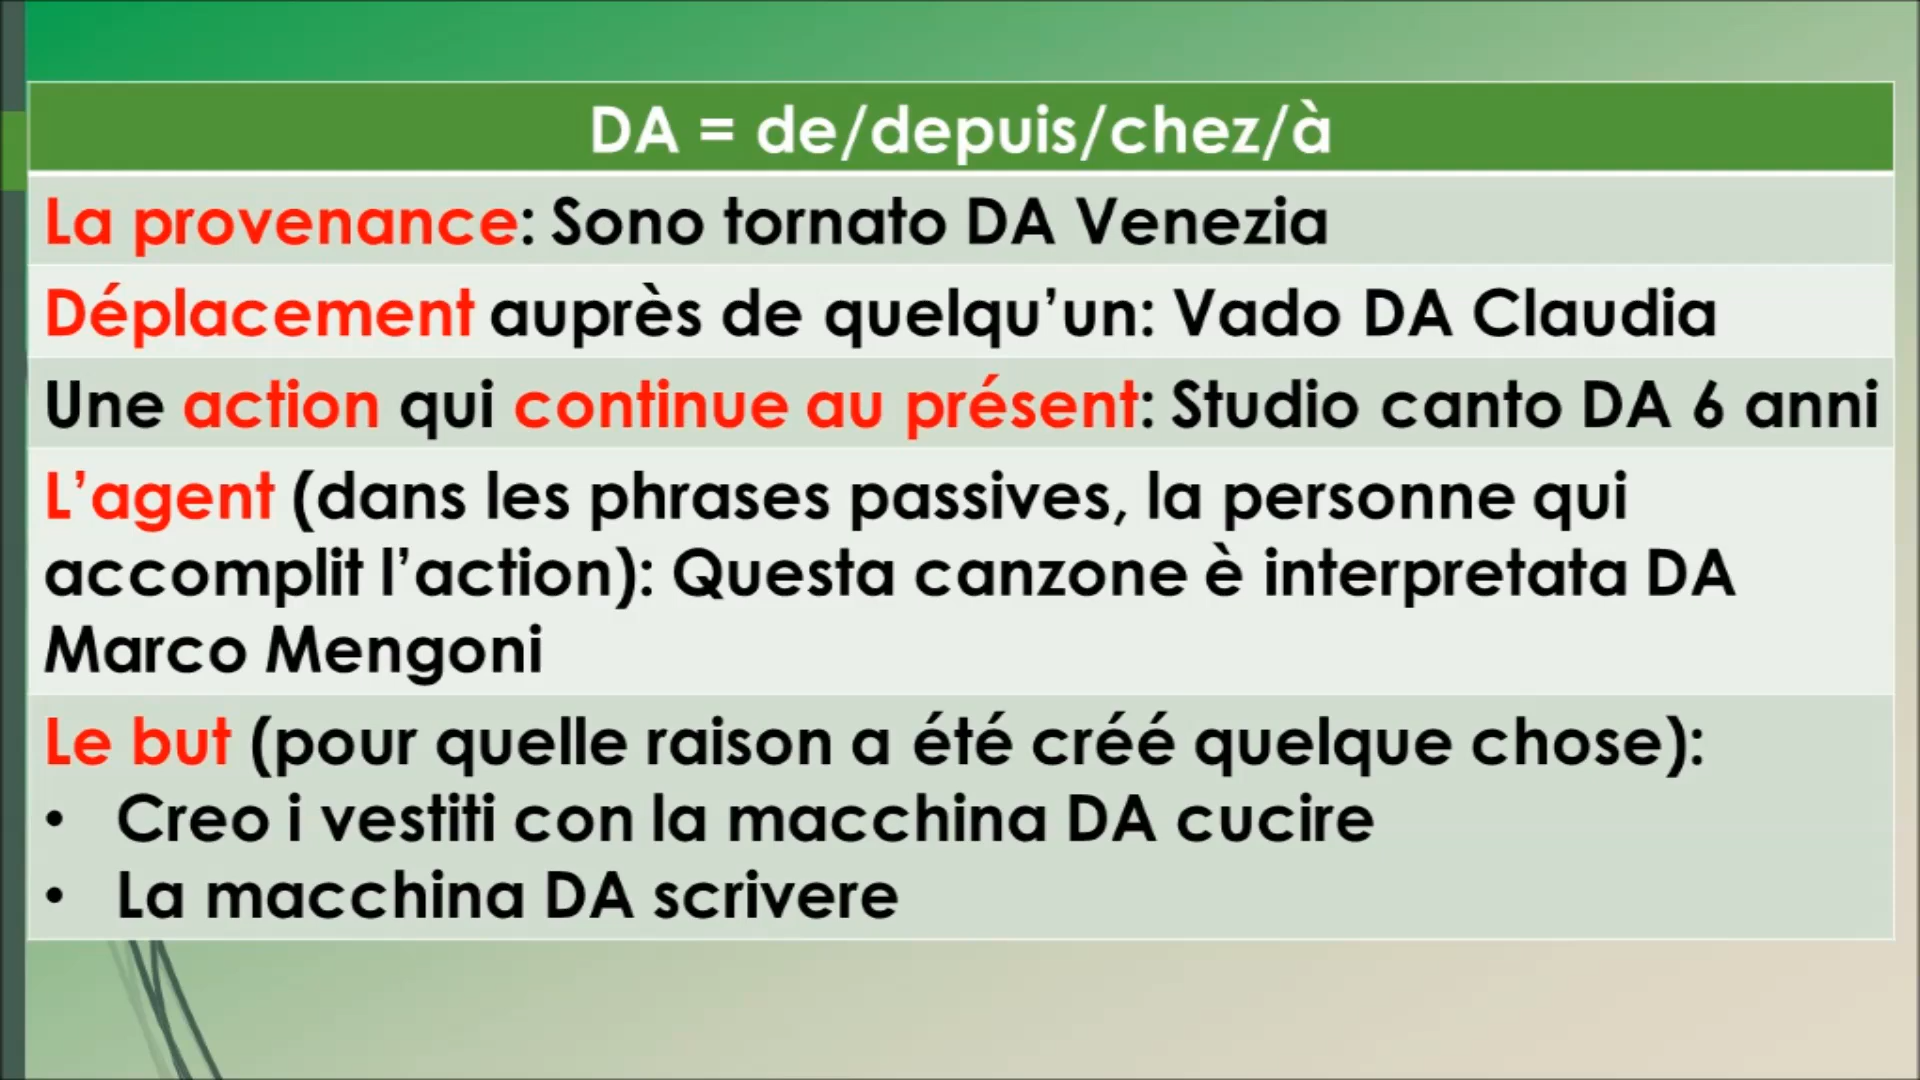 DA = de/depuis/chez/à
La provenance: Sono tornato DA Venezia
Déplacement auprès de quelqu’un: Vado DA Claudia
Une action qui continue au présent: Studio canto DA 6 anni
L’agent (dans les phrases passives, la personne qui
accomplit l’action): Questa canzone è interpretata DA
Marco Mengoni
Le but (pour quelle raison a été créé quelque chose):
• Creo i vestiti con la macchina DA cucire
• La macchina DA scrivere